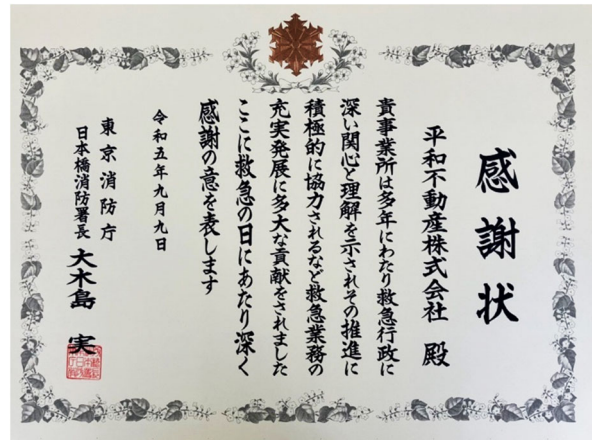 感謝状
平和不動産株式会社 殿
貴事業所は多年にわたり救急行政に
深い関心と理解を示されその推進に
積極的に協力されるなど救急業務の
充実発展に多大な貢献をされました
ここに救急の日にあたり深く
感謝の意を表します
令和五年九月九日
東京消防庁
日本橋消防署長 大木島 実